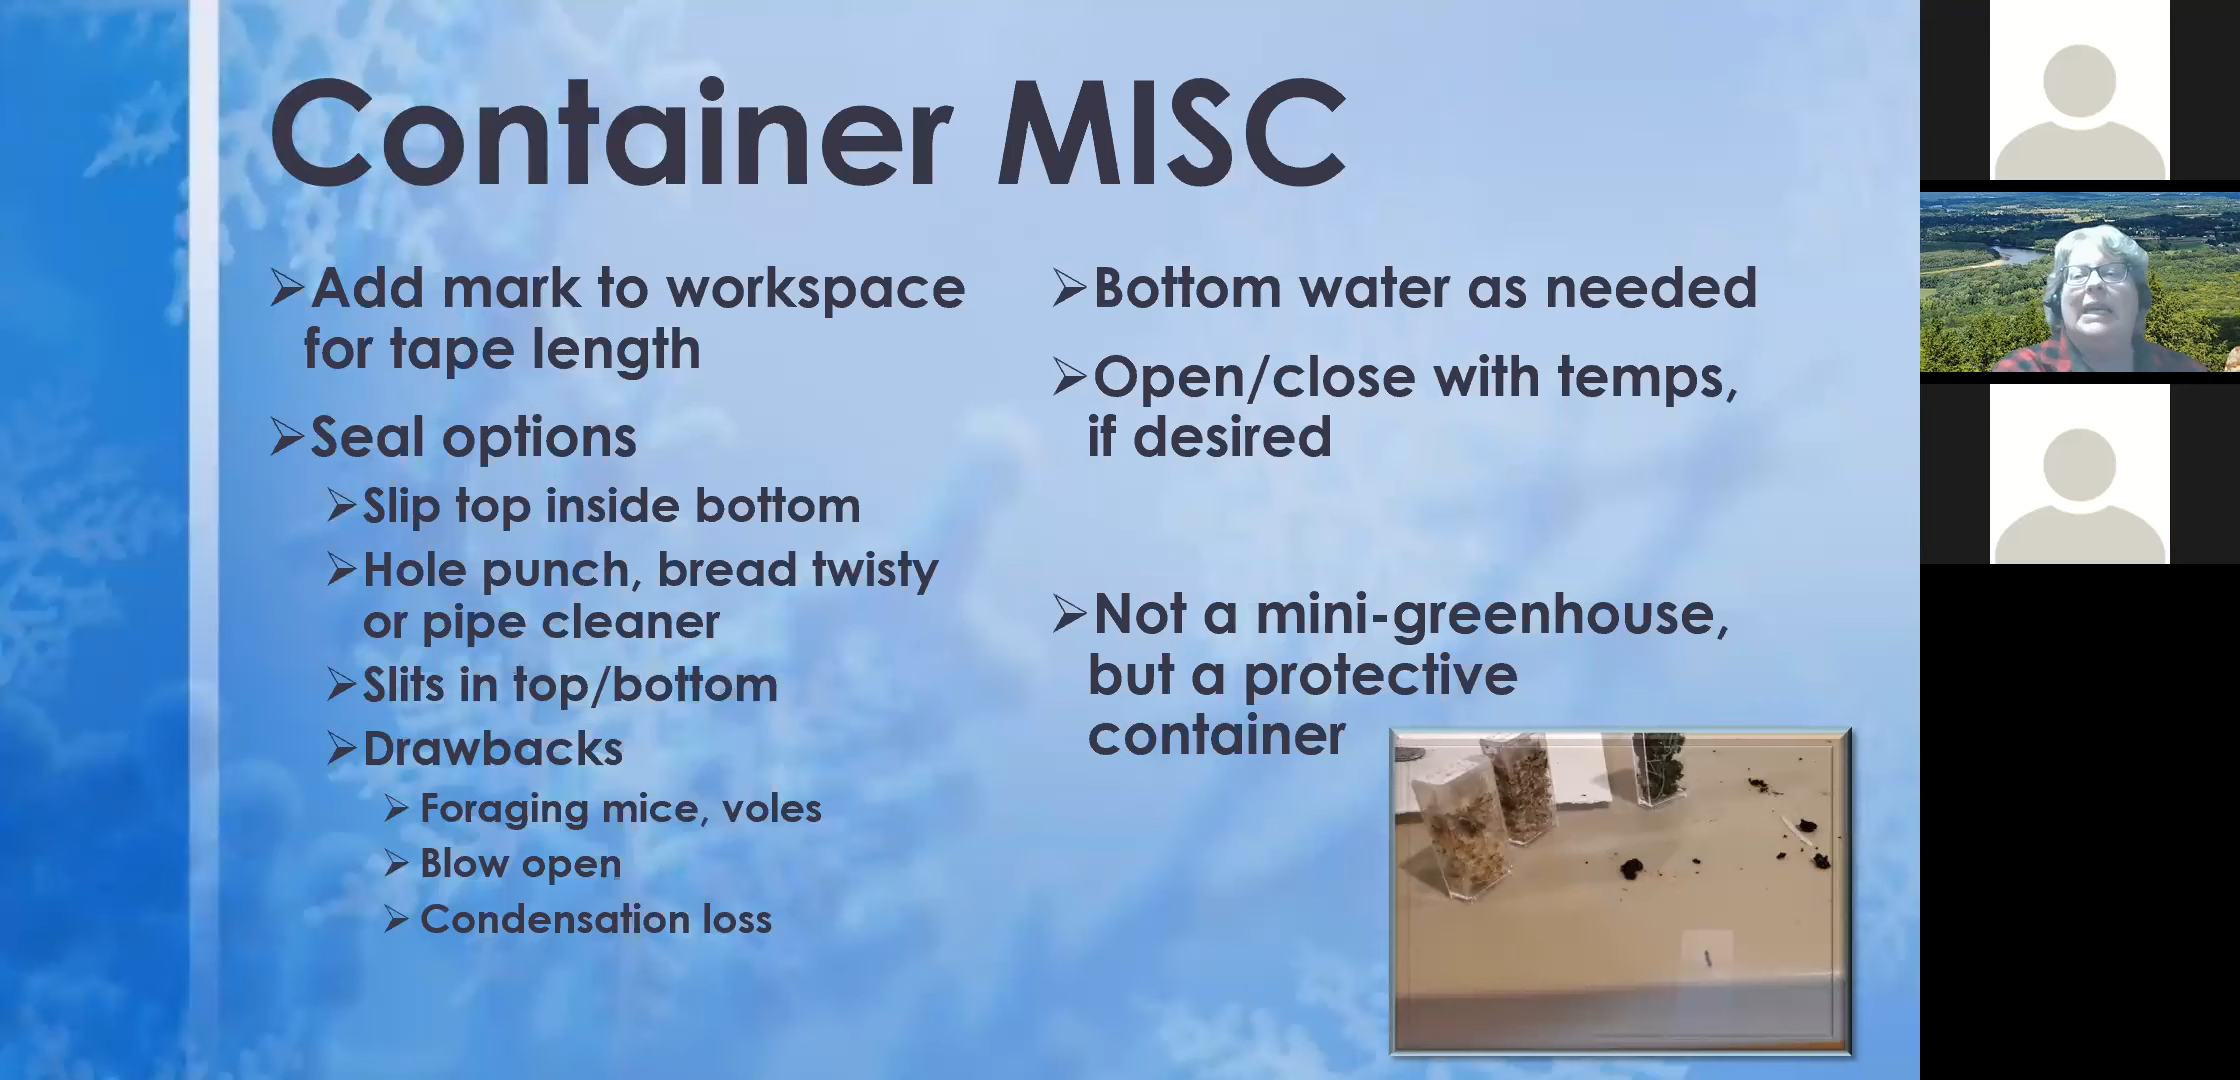 Container MISC
➢Add mark to workspace
for tape length
➢Seal options
➢Slip top inside bottom
➢Hole punch, bread twisty
or pipe cleaner
➢Slits in top/bottom
➢Drawbacks
➢Foraging mice, voles
➢Blow open
➢Condensation loss
➢Bottom water as needed
➢Open/close with temps,
if desired
➢Not a mini-greenhouse,
but a protective
container